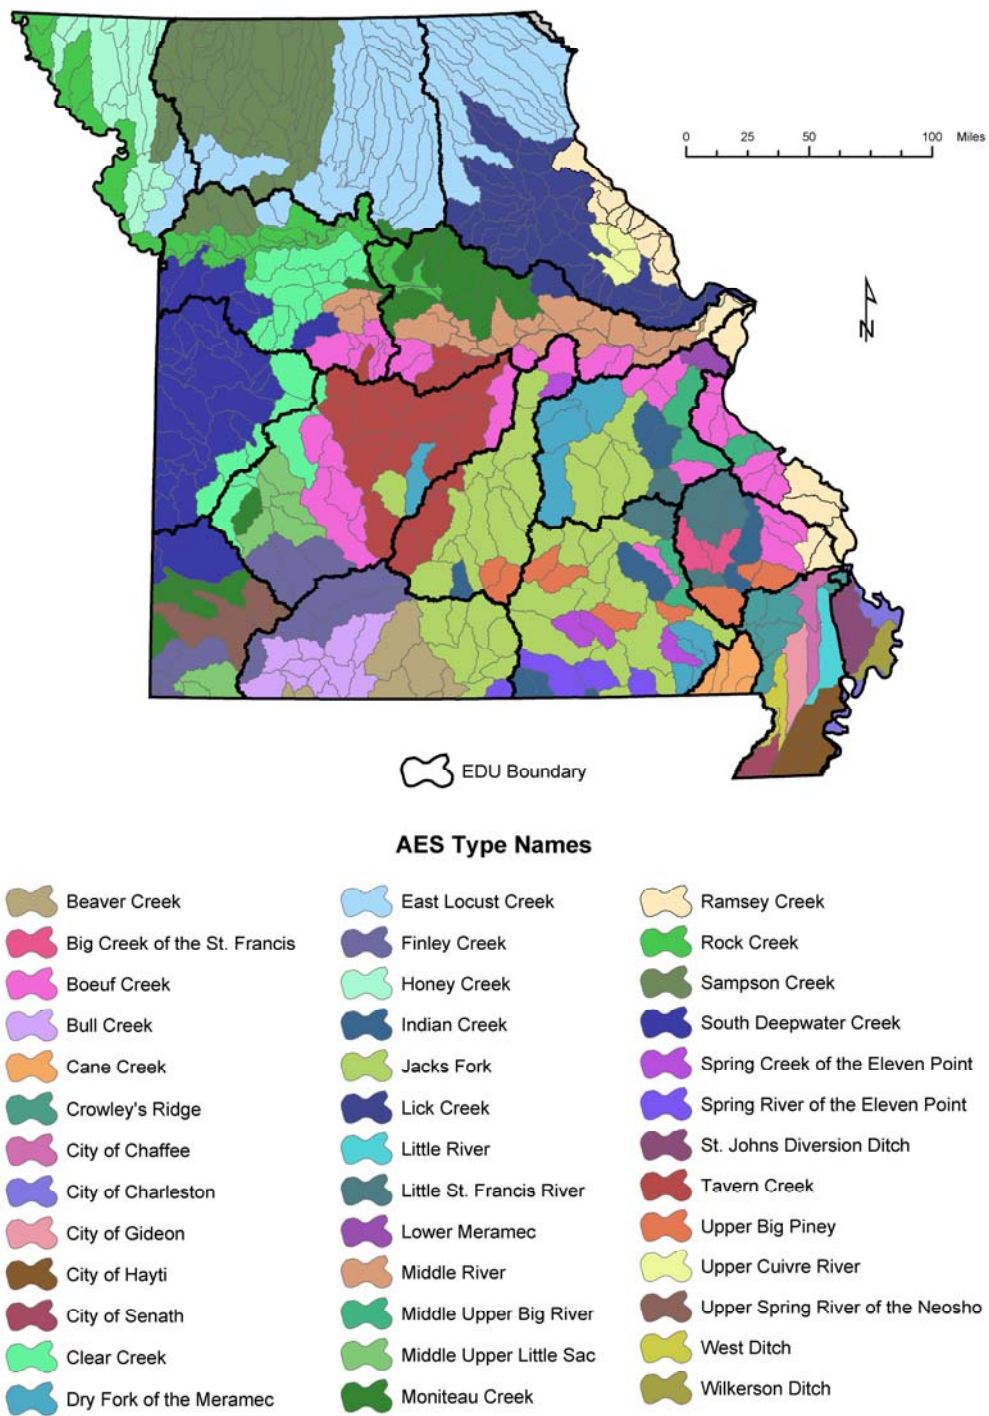 0 25 50 100 Miles
N
EDU Boundary
AES Type Names
Beaver Creek
Big Creek of the St. Francis
Boeuf Creek
Bull Creek
Cane Creek
Crowley's Ridge
City of Chaffee
City of Charleston
City of Gideon
City of Hayti
City of Senath
Clear Creek
Dry Fork of the Meramec
East Locust Creek
Finley Creek
Honey Creek
Indian Creek
Jacks Fork
Lick Creek
Little River
Little St. Francis River
Lower Meramec
Middle River
Middle Upper Big River
Middle Upper Little Sac
Moniteau Creek
Ramsey Creek
Rock Creek
Sampson Creek
South Deepwater Creek
Spring Creek of the Eleven Point
Spring River of the Eleven Point
St. Johns Diversion Ditch
Tavern Creek
Upper Big Piney
Upper Cuivre River
Upper Spring River of the Neosho
West Ditch
Wilkerson Ditch